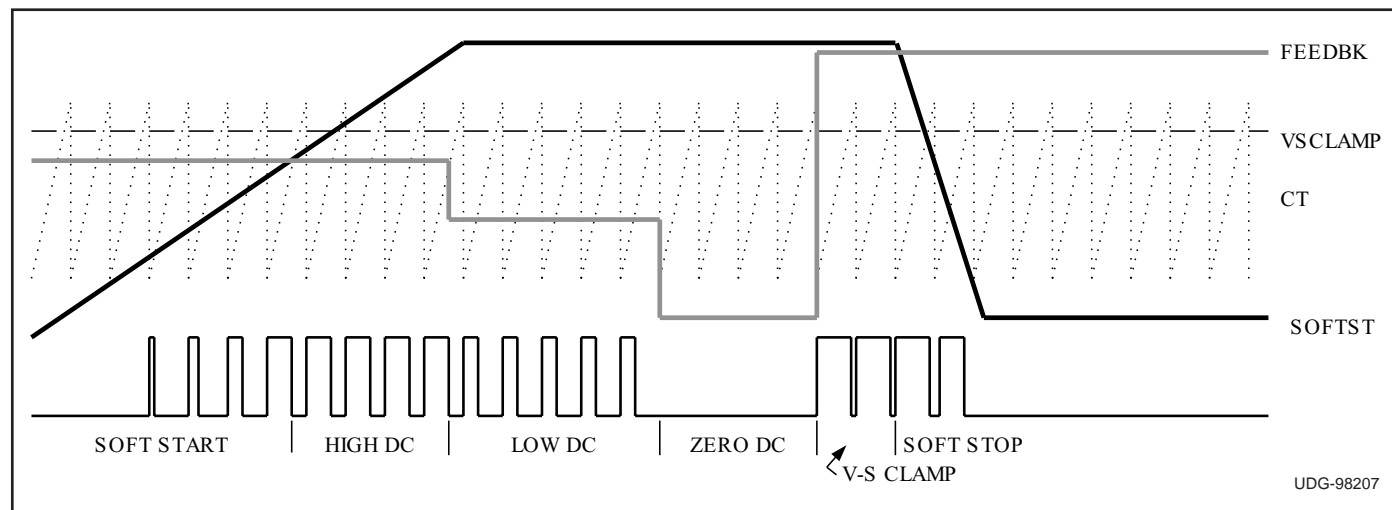 FEEDBK
VSCLAMP
CT
SOFTST
SOFT START
HIGH DC
LOW DC
ZERO DC
SOFT STOP
V-S CLAMP
UDG-98207